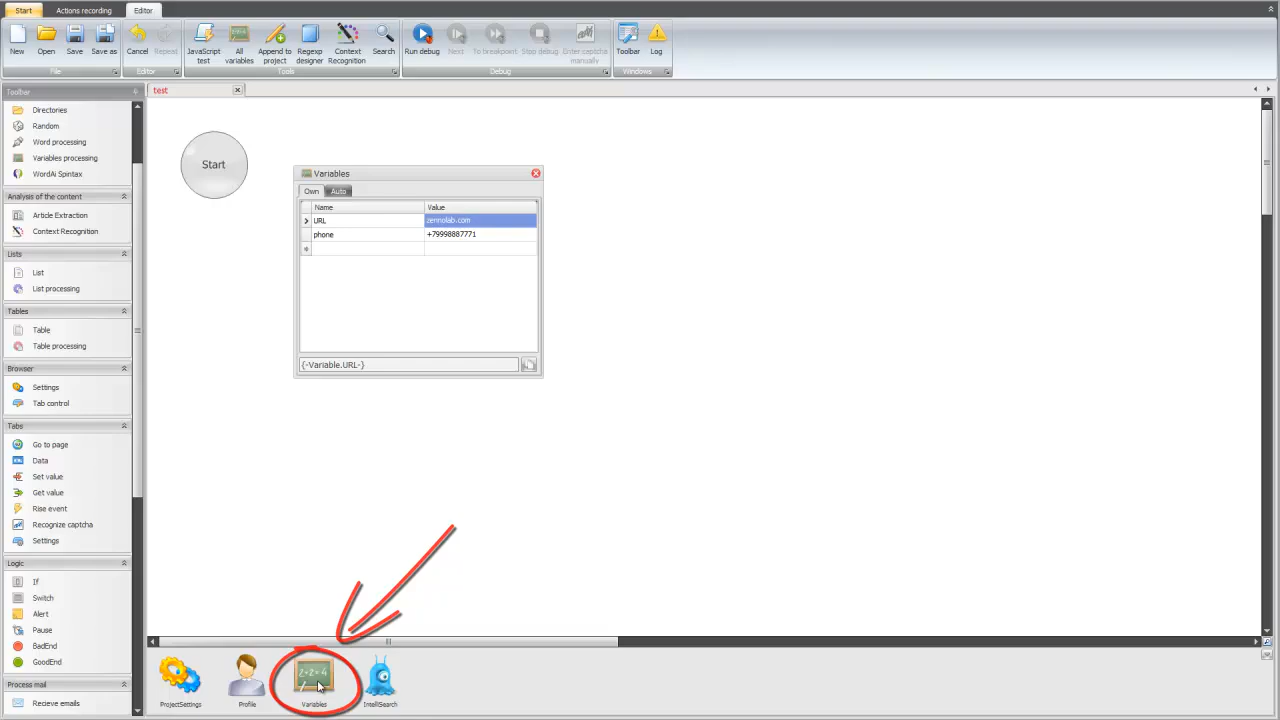 Start
Actions recording
Editor
New
Open
Save
Save as
Cancel
Repeat
JavaScript test
All variables
Append to project
Regexp designer
Context Recognition
Search
Run debug
Next
To breakpoint
Stop debug
Enter captcha manually
Toolbar
Log
File
Editor
Tools
Debug
Windows
Toolbar
test
Directories
Random
Word processing
Variables processing
WordAi Spintax
Analysis of the content
Article Extraction
Context Recognition
Lists
List
List processing
Tables
Table
Table processing
Browser
Settings
Tab control
Tabs
Go to page
Data
Set value
Get value
Rise event
Recognize captcha
Settings
Logic
If
Switch
Alert
Pause
BadEnd
GoodEnd
Process mail
Recieve emails
Start
Variables
Own
Auto
Name
Value
URL
zennolab.com
phone
+79998887771
{-Variable.URL-}
2+2=4
ProjectSettings
Profile
Variables
IntelliSearch